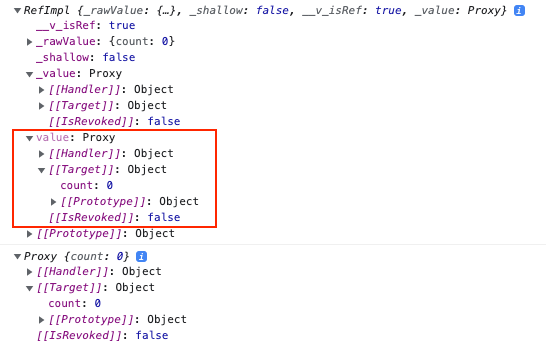 ▼RefImpl {_rawValue: {…}, _shallow: false, __v_isRef: true, _value: Proxy} i
__v_isRef: true
▶_rawValue: {count: 0}
_shallow: false
▼_value: Proxy
▶[[Handler]]: Object
▶[[Target]]: Object
[[IsRevoked]]: false
▼value: Proxy
▶[[Handler]]: Object
▼[[Target]]: Object
count: 0
▶[[Prototype]]: Object
[[IsRevoked]]: false
▶[[Prototype]]: Object
▼Proxy {count: 0} i
▶[[Handler]]: Object
▼[[Target]]: Object
count: 0
▶[[Prototype]]: Object
[[IsRevoked]]: false